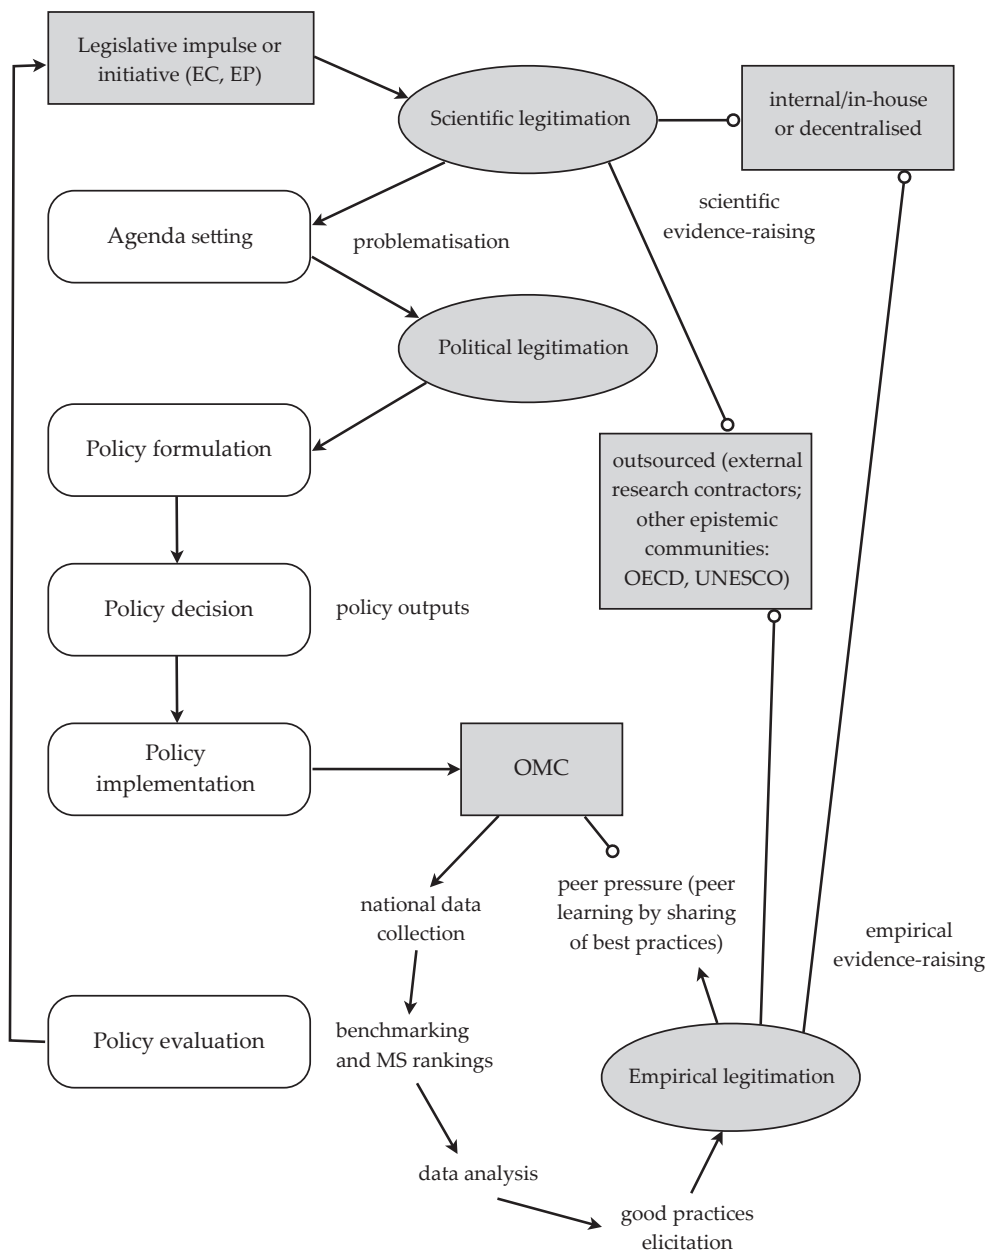 Legislative impulse or
initiative (EC, EP)
Scientific legitimation
internal/in-house
or decentralised
scientific
evidence-raising
Agenda setting
problematisation
Political legitimation
Policy formulation
outsourced (external
research contractors;
other epistemic
communities:
OECD, UNESCO)
Policy decision
policy outputs
Policy
implementation
OMC
national data
collection
peer pressure (peer
learning by sharing
of best practices)
empirical
evidence-raising
Policy evaluation
benchmarking
and MS rankings
Empirical legitimation
data analysis
good practices
elicitation